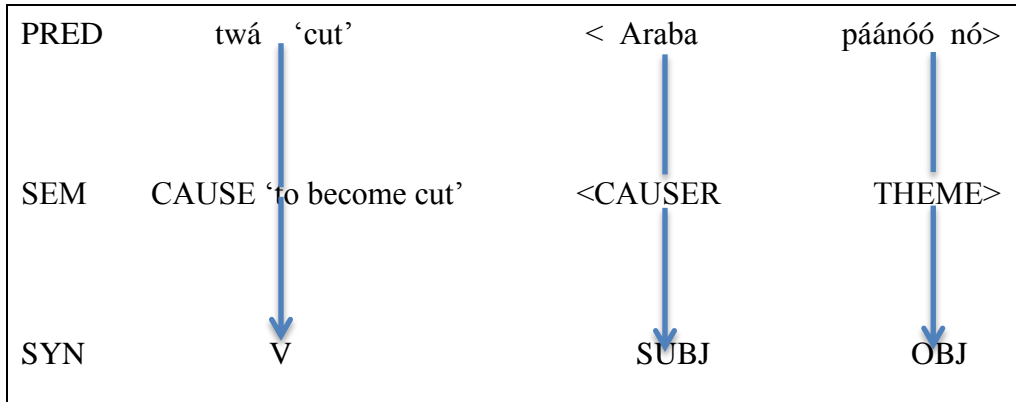 PRED twá ‘cut’ < Araba páánóó nó>
SEM CAUSE ‘to become cut’ <CAUSER THEME>
SYN V SUBJ OBJ